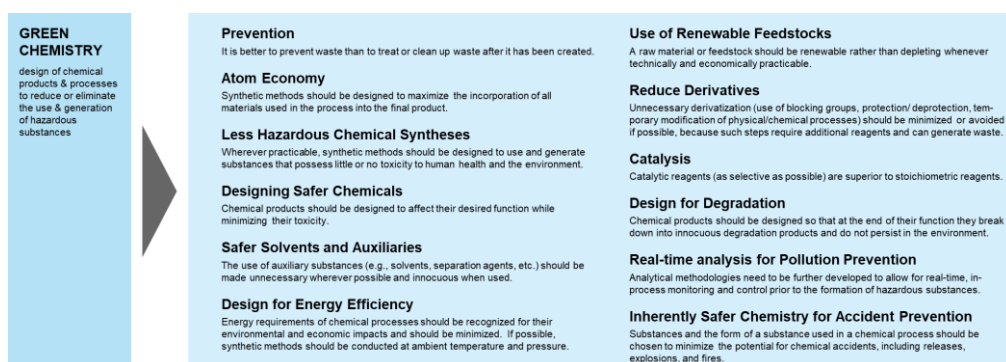 GREEN
CHEMISTRY
design of chemical
products & processes
to reduce or eliminate
the use & generation
of hazardous
substances
Prevention
It is better to prevent waste than to treat or clean up waste after it has been created.
Atom Economy
Synthetic methods should be designed to maximize the incorporation of all
materials used in the process into the final product.
Less Hazardous Chemical Syntheses
Wherever practicable, synthetic methods should be designed to use and generate
substances that possess little or no toxicity to human health and the environment.
Designing Safer Chemicals
Chemical products should be designed to affect their desired function while
minimizing their toxicity.
Safer Solvents and Auxiliaries
The use of auxiliary substances (e.g., solvents, separation agents, etc.) should be
made unnecessary wherever possible and innocuous when used.
Design for Energy Efficiency
Energy requirements of chemical processes should be recognized for their
environmental and economic impacts and should be minimized. If possible,
synthetic methods should be conducted at ambient temperature and pressure.
Use of Renewable Feedstocks
A raw material or feedstock should be renewable rather than depleting whenever
technically and economically practicable.
Reduce Derivatives
Unnecessary derivatization (use of blocking groups, protection/ deprotection, tem-
porary modification of physical/chemical processes) should be minimized or avoided
if possible, because such steps require additional reagents and can generate waste.
Catalysis
Catalytic reagents (as selective as possible) are superior to stoichiometric reagents.
Design for Degradation
Chemical products should be designed so that at the end of their function they break
down into innocuous degradation products and do not persist in the environment.
Real-time analysis for Pollution Prevention
Analytical methodologies need to be further developed to allow for real-time, in-
process monitoring and control prior to the formation of hazardous substances.
Inherently Safer Chemistry for Accident Prevention
Substances and the form of a substance used in a chemical process should be
chosen to minimize the potential for chemical accidents, including releases,
explosions, and fires.